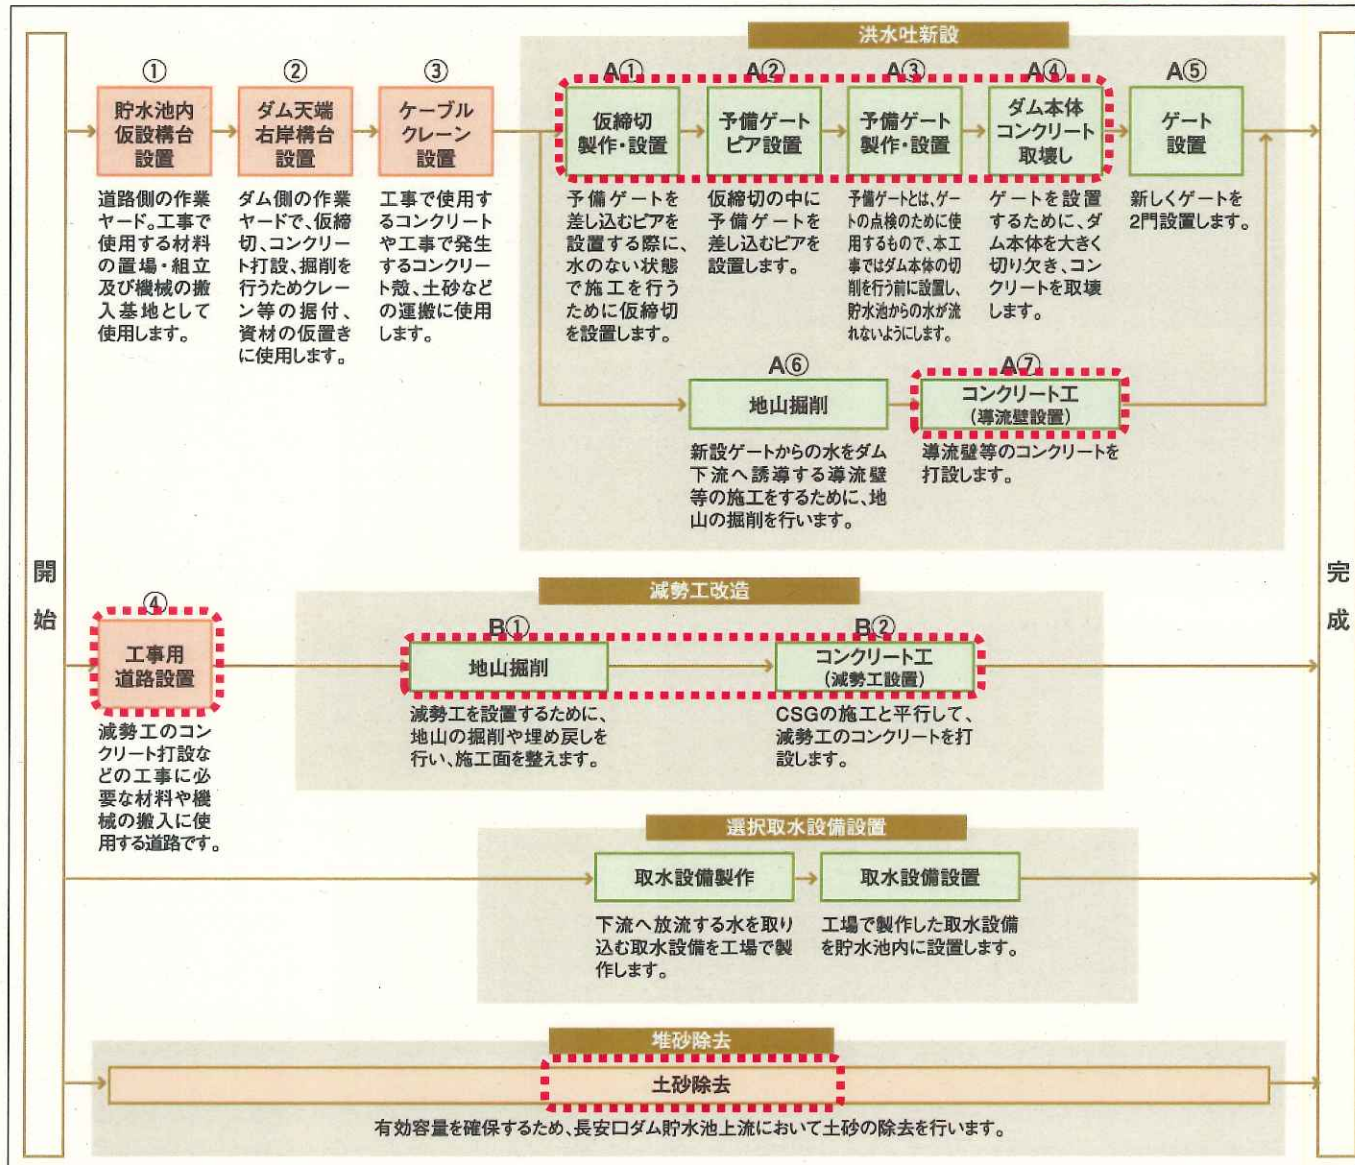 開始
完成
洪水吐新設
①
貯水池内
仮設構台
設置
道路側の作業
ヤード。工事で
使用する材料
の置場・組立
及び機械の搬
入基地として
使用します。
②
ダム天端
右岸構台
設置
ダム側の作業
ヤードで、仮締
切、コンクリー
ト打設、掘削を
行うためクレー
ン等の据付、
資材の仮置き
に使用します。
③
ケーブル
クレーン
設置
工事で使用す
るコンクリート
や工事で発生
するコンクリー
ト殻、土砂など
の運搬に使用
します。
A①
仮締切
製作・設置
予備ゲートを
差し込むピアを
設置する際に、
水のない状態
で施工を行う
ために仮締切
を設置します。
A②
予備ゲート
ピア設置
仮締切の中に
予備ゲートを
差し込むピアを
設置します。
A③
予備ゲート
製作・設置
予備ゲートとは、ゲー
トの点検のために使
用するもので、本工
事ではダム本体の切
削を行う前に設置し、
貯水池からの水が流
れないようにします。
A④
ダム本体
コンクリート
取壊し
ゲートを設置
するために、ダ
ム本体を大きく
切り欠き、コン
クリートを取壊
します。
A⑤
ゲート
設置
新しくゲートを
2門設置します。
A⑥
地山掘削
新設ゲートからの水をダム
下流へ誘導する導流壁
等の施工をするために、地
山の掘削を行います。
A⑦
コンクリート工
(導流壁設置)
導流壁等のコンクリートを
打設します。
減勢工改造
④
工事用
道路設置
減勢工のコン
クリート打設な
どの工事に必
要な材料や機
械の搬入に使
用する道路です。
B①
地山掘削
減勢工を設置するために、
地山の掘削や埋め戻しを
行い、施工面を整えます。
B②
コンクリート工
(減勢工設置)
CSGの施工と平行して、
減勢工のコンクリートを打
設します。
選択取水設備設置
取水設備製作
下流へ放流する水を取り
込む取水設備を工場で製
作します。
取水設備設置
工場で製作した取水設備
を貯水池内に設置します。
堆砂除去
土砂除去
有効容量を確保するため、長安口ダム貯水池上流において土砂の除去を行います。